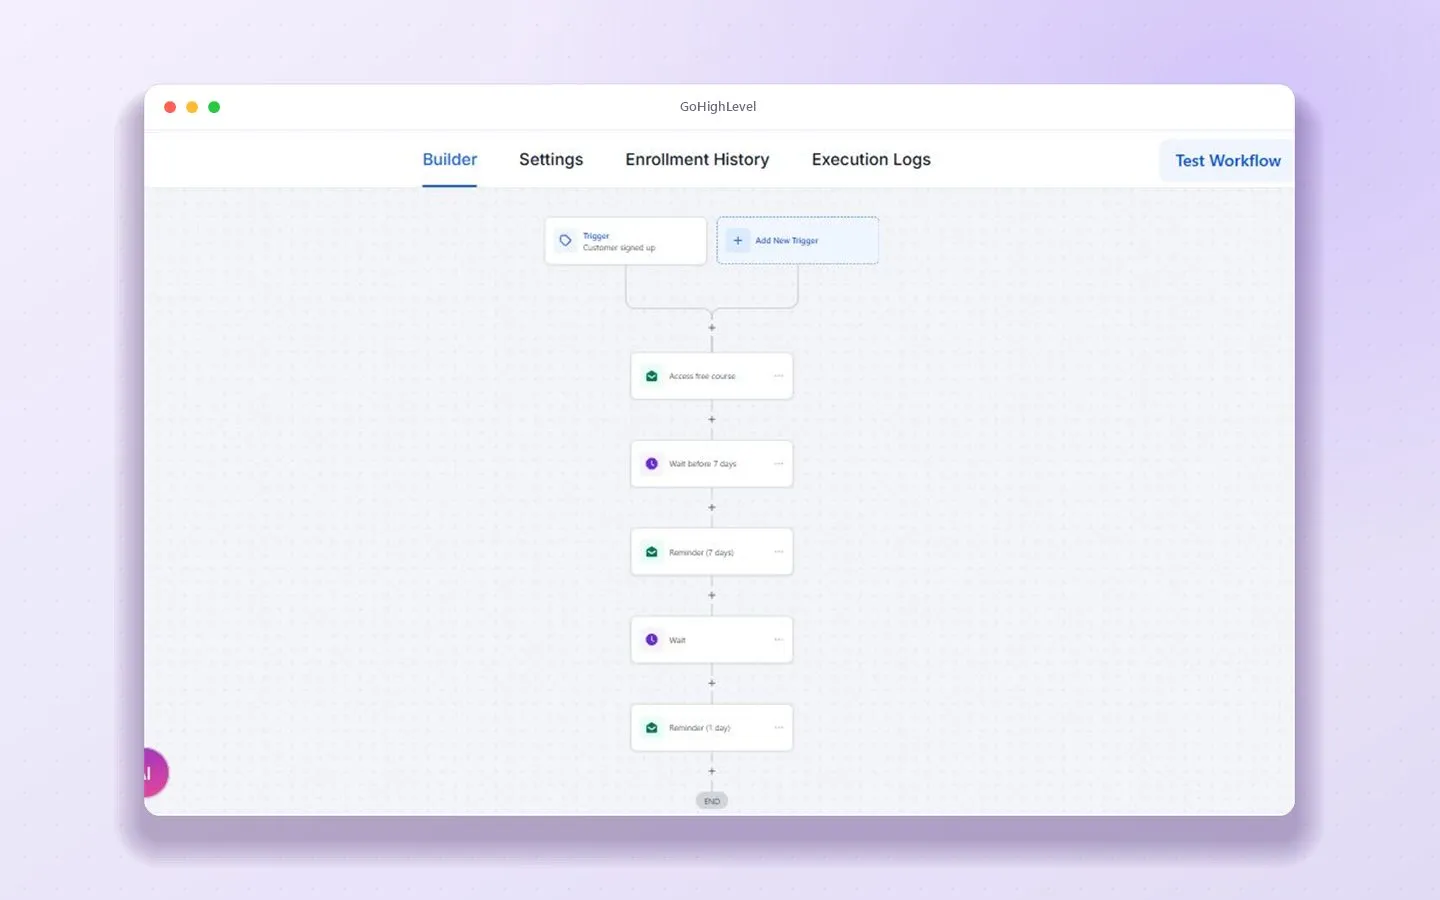 GoHighLevel
Builder
Settings
Enrollment History
Execution Logs
Test Workflow
Trigger
Customer signed up
Add New Trigger
Access free course
Wait before 7 days
Reminder (7 days)
Wait
Reminder (1 day)
AI
END